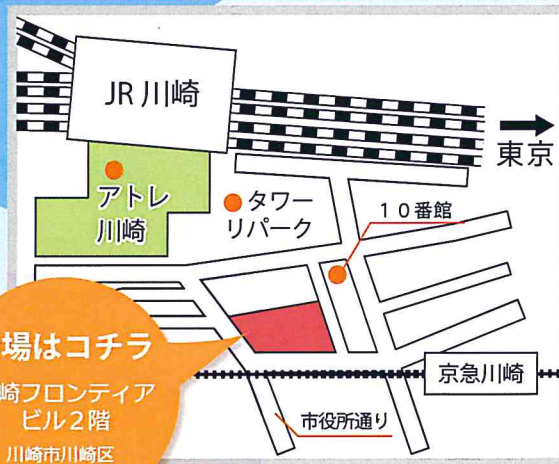 JR 川崎
東京
アトレ
川崎
タワー
リパーク
１０番館
場はコチラ
崎フロンティア
ビル２階
川崎市川崎区
京急川崎
市役所通り